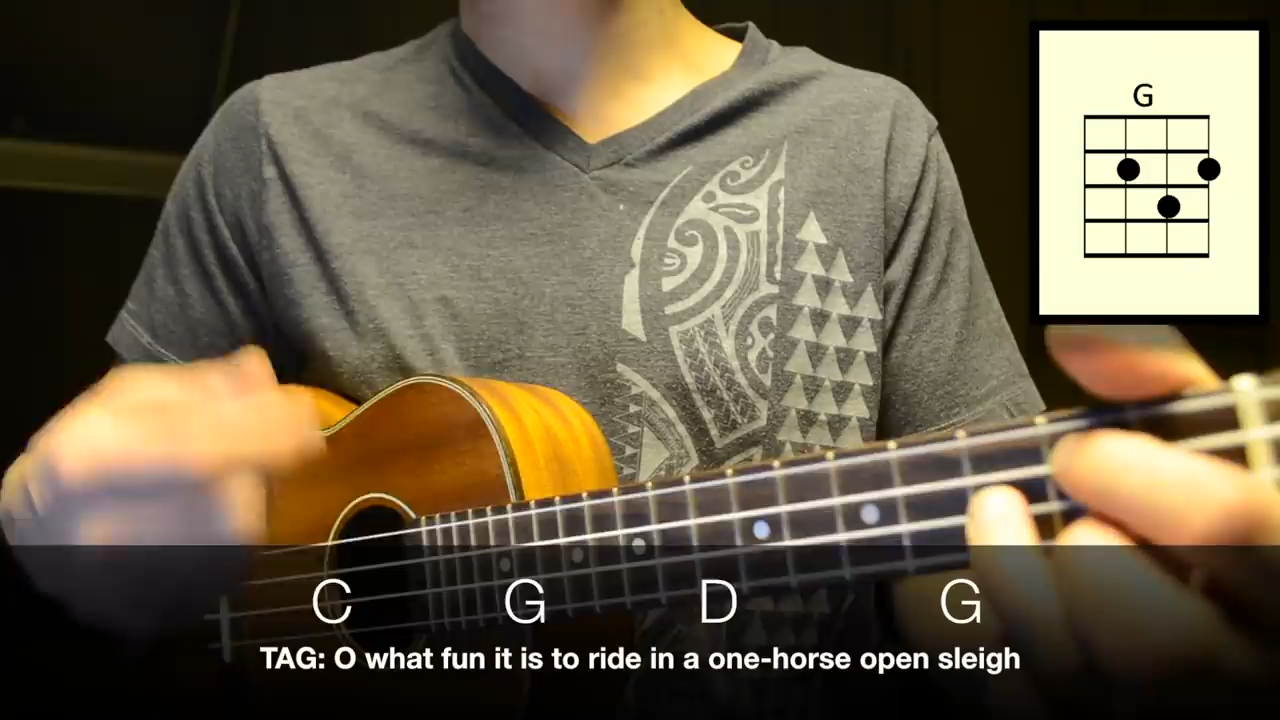 G
C G D G
TAG: O what fun it is to ride in a one-horse open sleigh